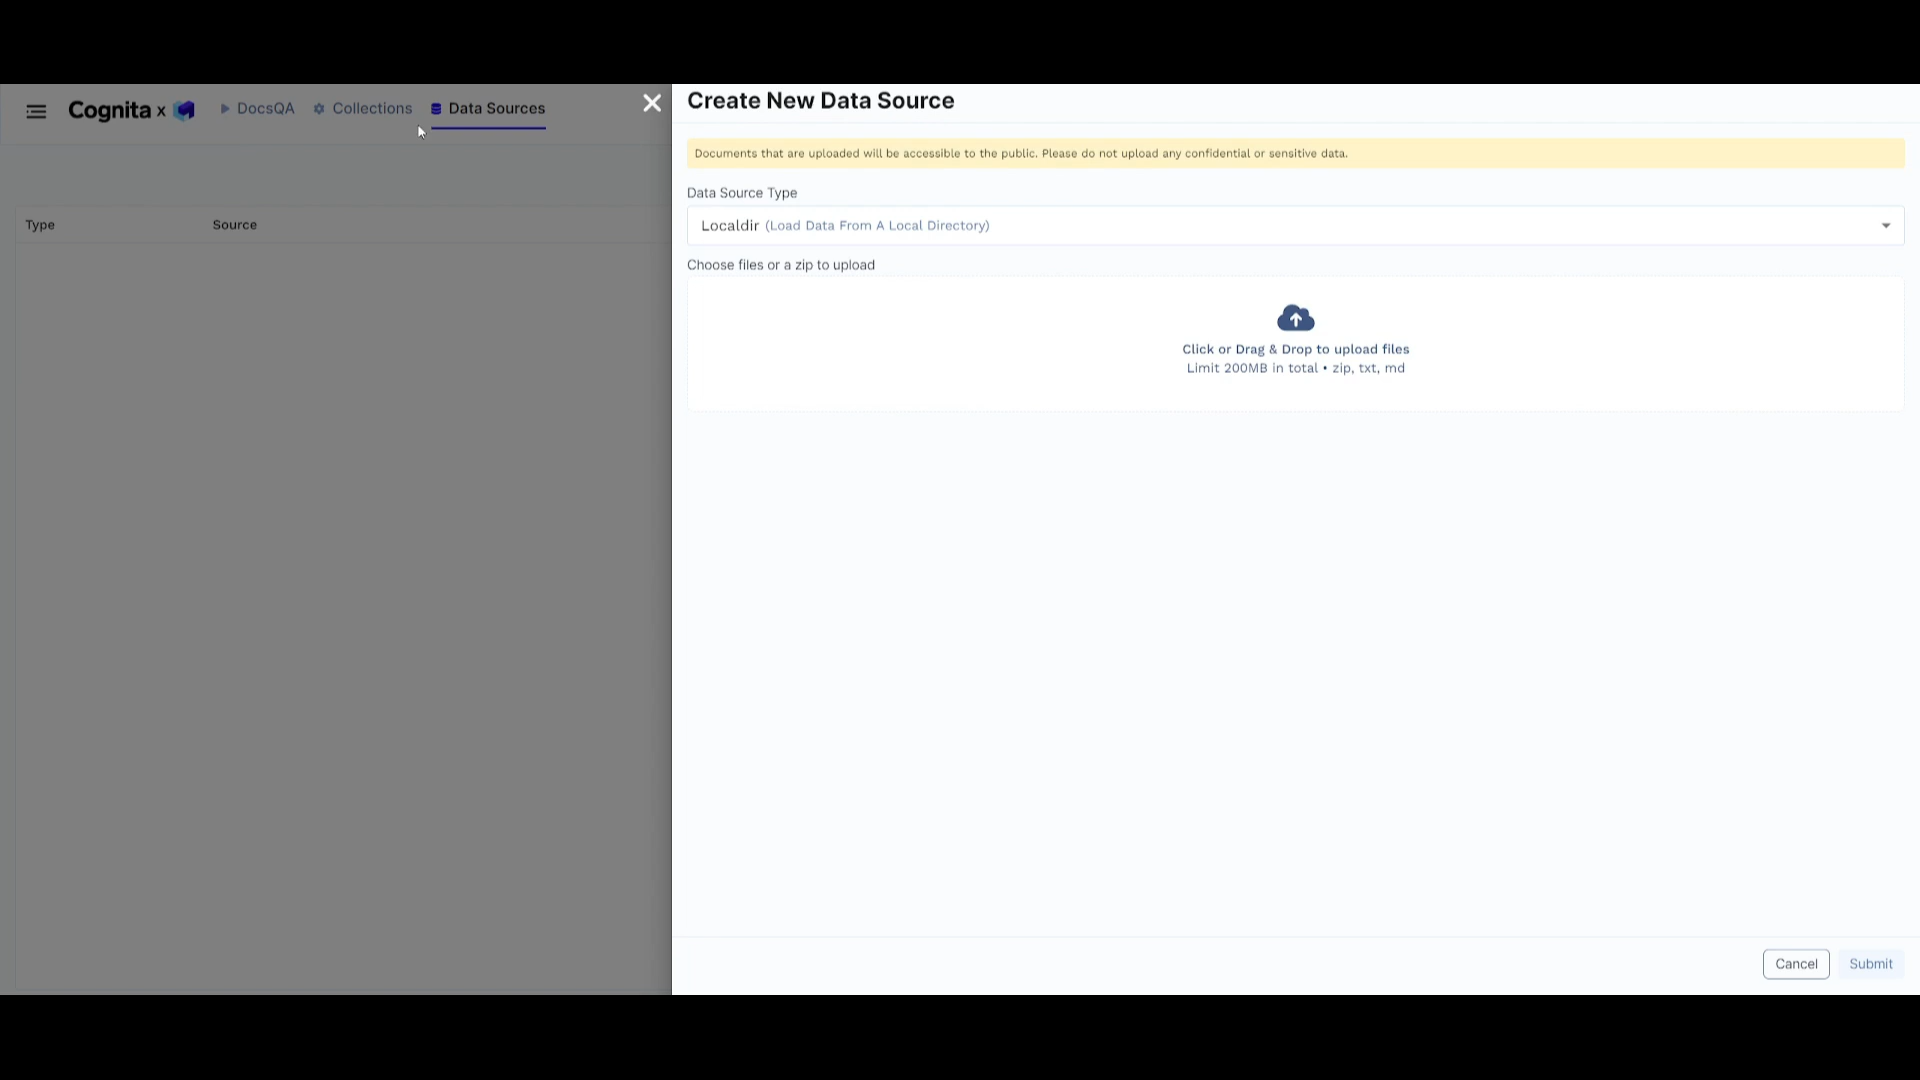 Cognita x DocsQA Collections Data Sources
Type Source
Create New Data Source
Documents that are uploaded will be accessible to the public. Please do not upload any confidential or sensitive data.
Data Source Type
Localdir (Load Data From A Local Directory)
Choose files or a zip to upload
Click or Drag & Drop to upload files
Limit 200MB in total • zip, txt, md
Cancel Submit